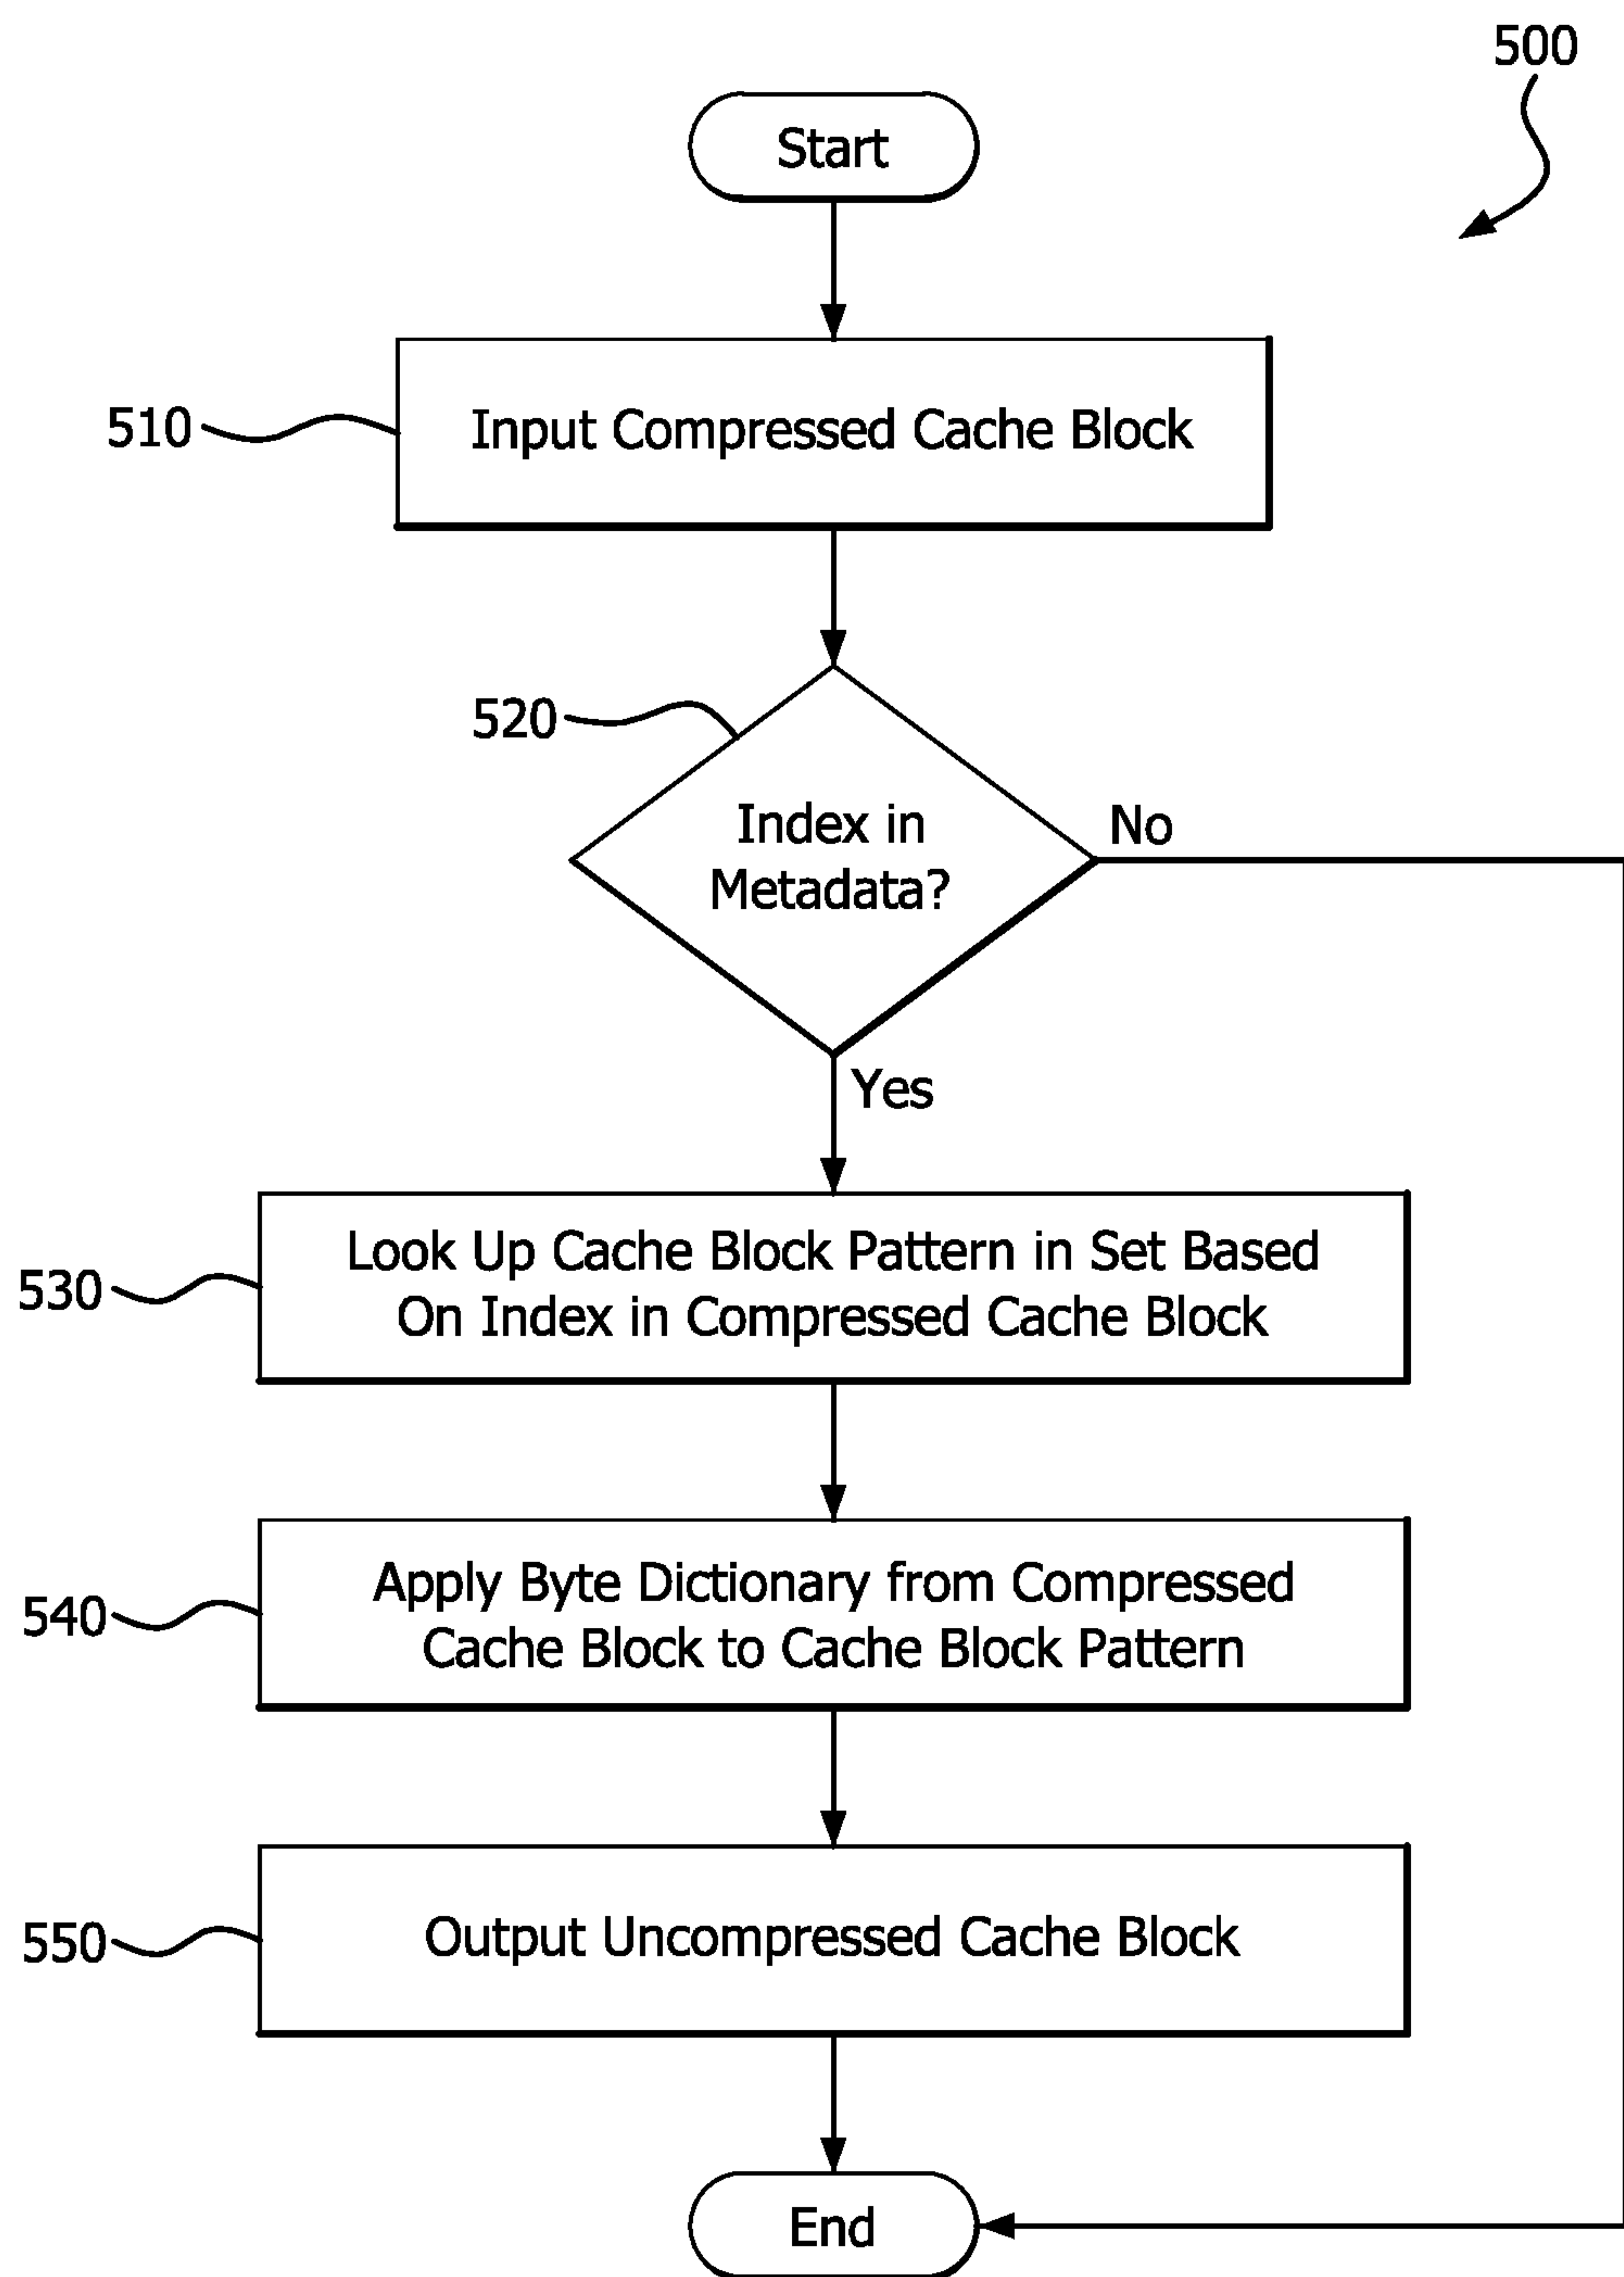 500
Start
510
Input Compressed Cache Block
520
Index in
Metadata?
No
Yes
530
Look Up Cache Block Pattern in Set Based
On Index in Compressed Cache Block
540
Apply Byte Dictionary from Compressed
Cache Block to Cache Block Pattern
550
Output Uncompressed Cache Block
End